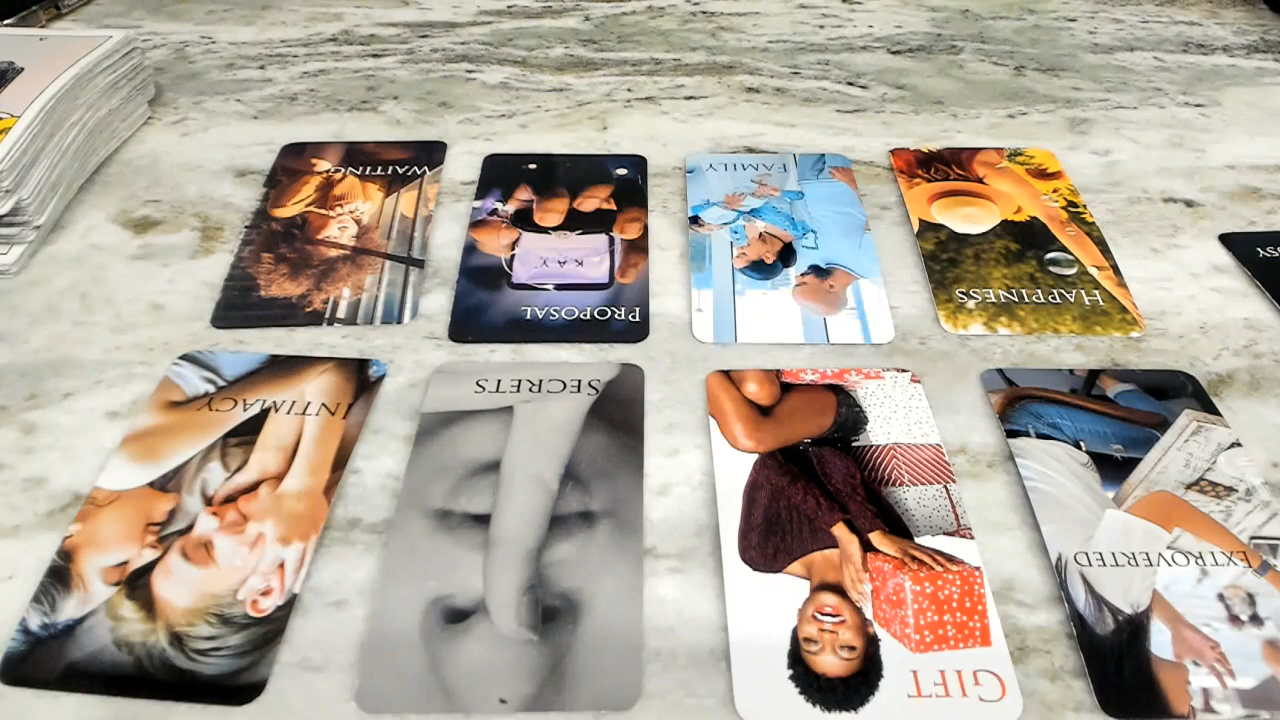 WAITING
PROPOSAL
KAY
FAMILY
HAPPINESS
INTIMACY
SECRETS
GIFT
EXTROVERTED